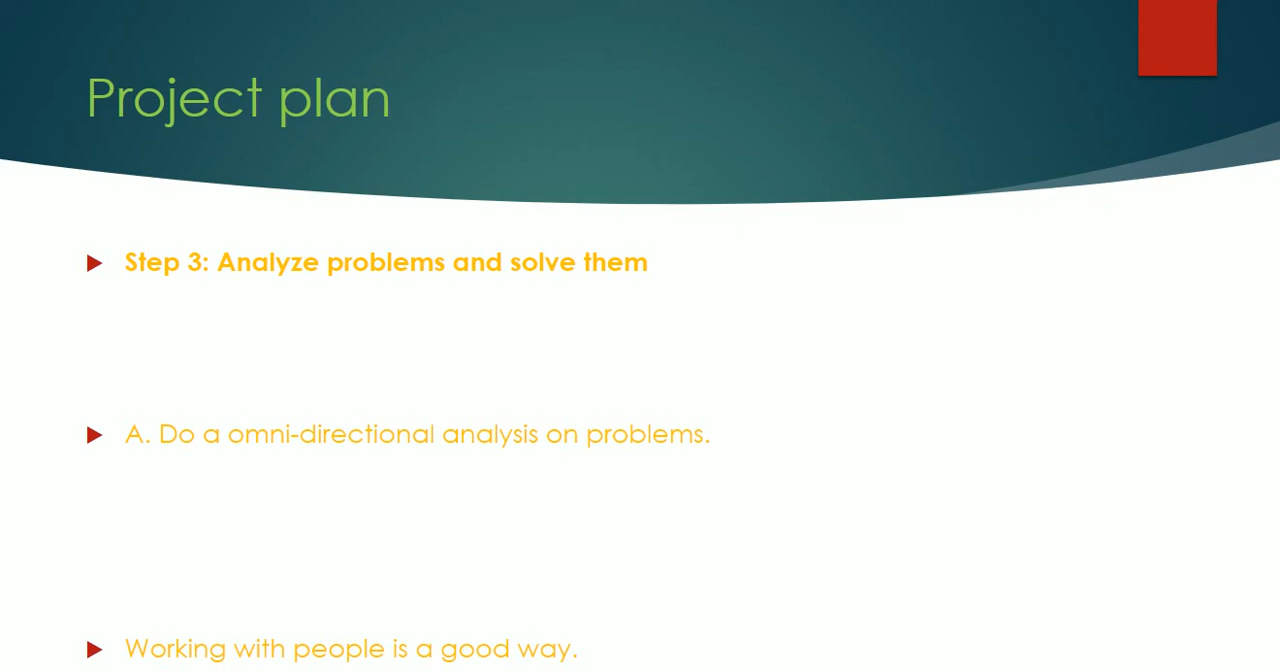 Project plan
Step 3: Analyze problems and solve them
A. Do a omni-directional analysis on problems.
Working with people is a good way.